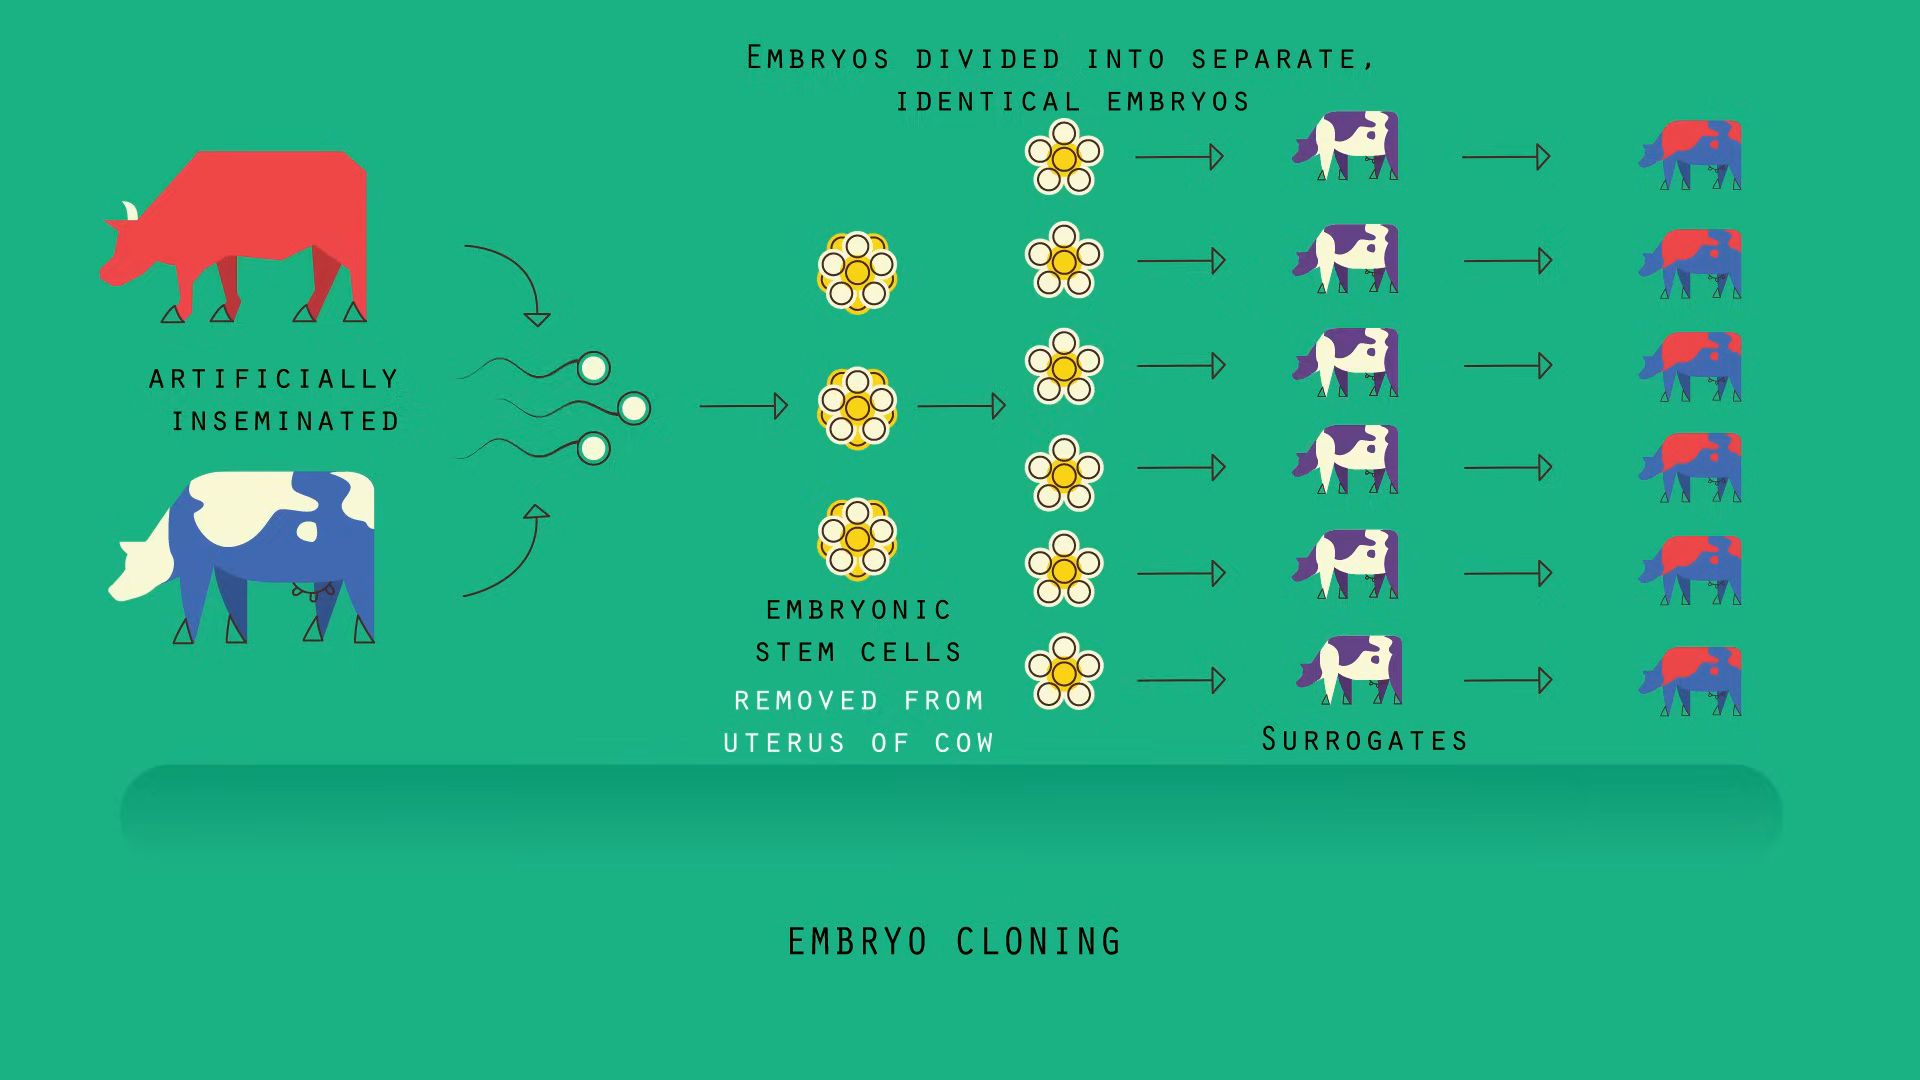 Embryos divided into separate,
identical embryos
artificially
inseminated
embryonic
stem cells
removed from
uterus of cow
Surrogates
EMBRYO CLONING